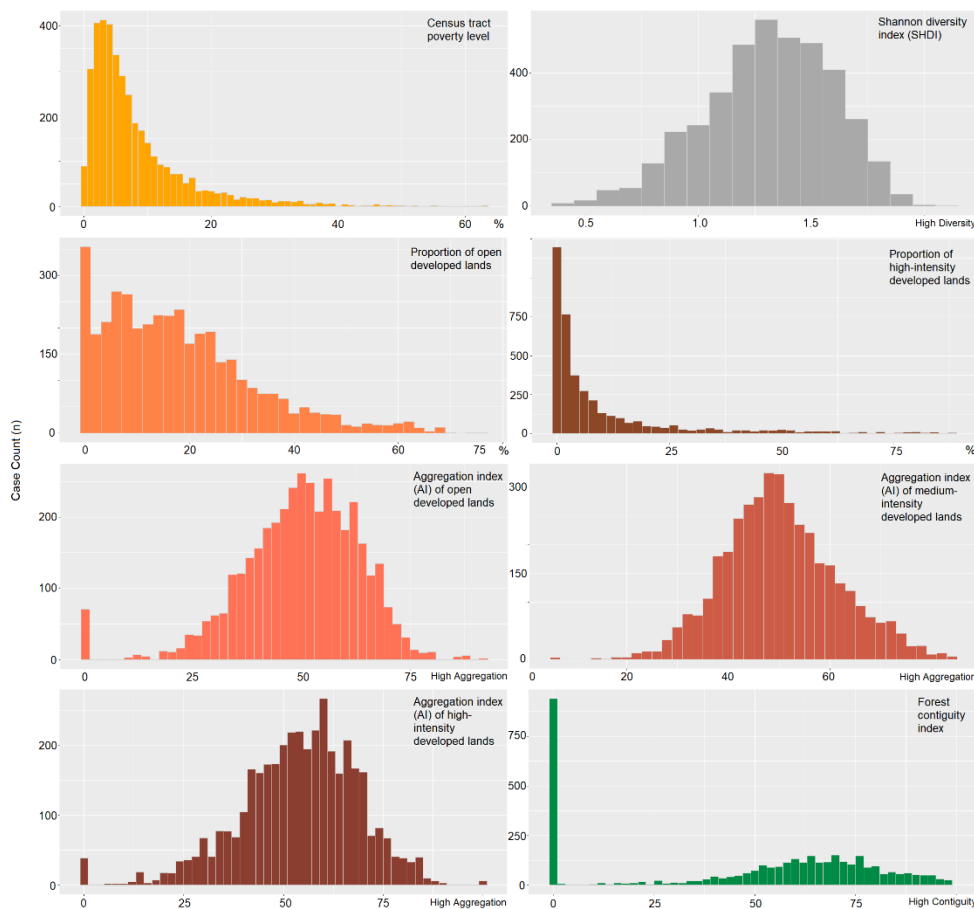 Census tract
poverty level
400
200
0
0 20 40 60 %
Shannon diversity
index (SHDI)
400
200
0
0.5 1.0 1.5 High Diversity
Proportion of open
developed lands
300
150
0
0 20 40 60 76 %
Proportion of
high-intensity
developed lands
750
500
250
0
0 25 50 75 %
Case Count (n)
Aggregation index
(AI) of open
developed lands
200
100
0
0 25 50 75 High Aggregation
Aggregation index
(AI) of medium-
intensity
developed lands
300
150
0
20 40 60 High Aggregation
Aggregation index
(AI) of high-
intensity
developed lands
200
100
0
0 25 50 75 High Aggregation
Forest
contiguity
index
750
500
250
0
0 25 50 75 High Contiguity